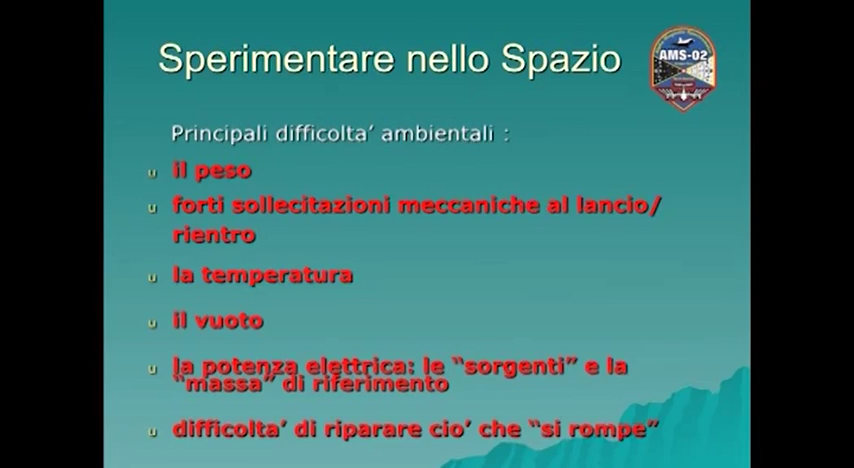 Sperimentare nello Spazio
AMS-02
Principali difficolta' ambientali :
u il peso
u forti sollecitazioni meccaniche al lancio/
rientro
u la temperatura
u il vuoto
u la potenza elettrica: le “sorgenti” e la
“massa” di riferimento
u difficolta' di riparare cio' che “si rompe”